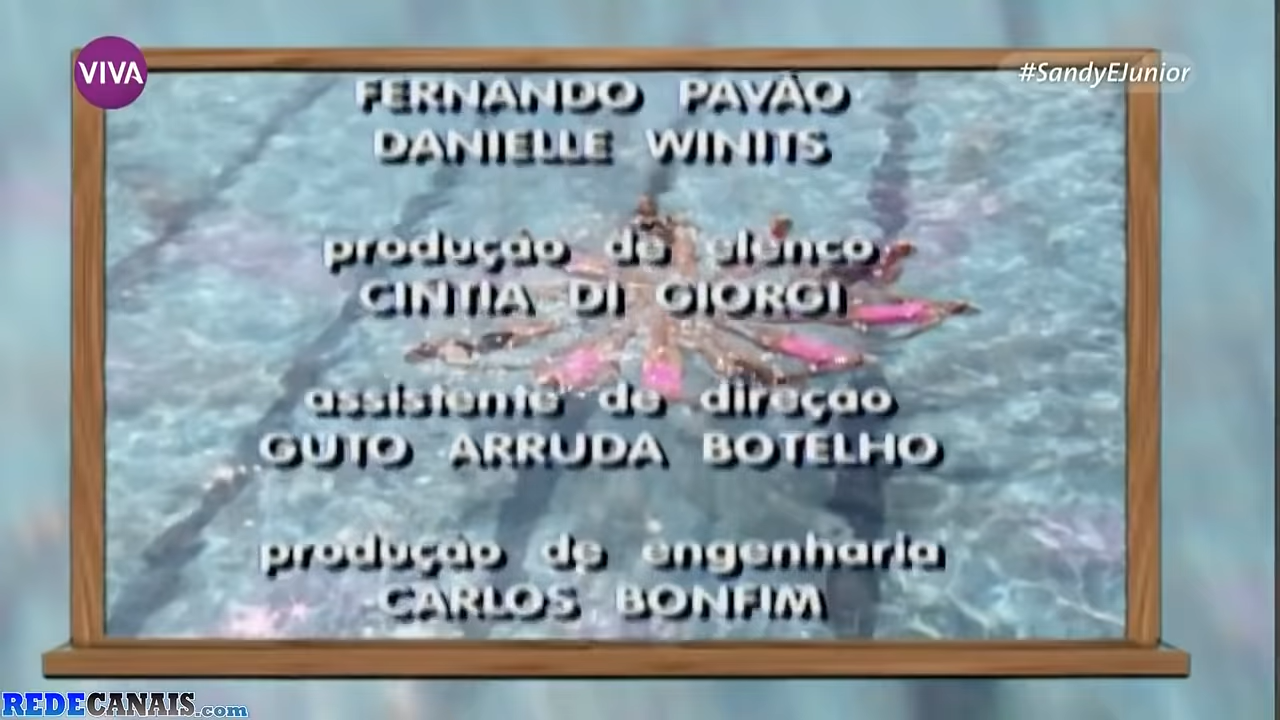 VIVA
#SandyEJunior
FERNANDO PAVÃO
DANIELLE WINITS
produção de elenco
CINTIA DI GIORGI
assistente de direção
GUTO ARRUDA BOTELHO
produção de engenharia
CARLOS BONFIM
REDECANAIS.com